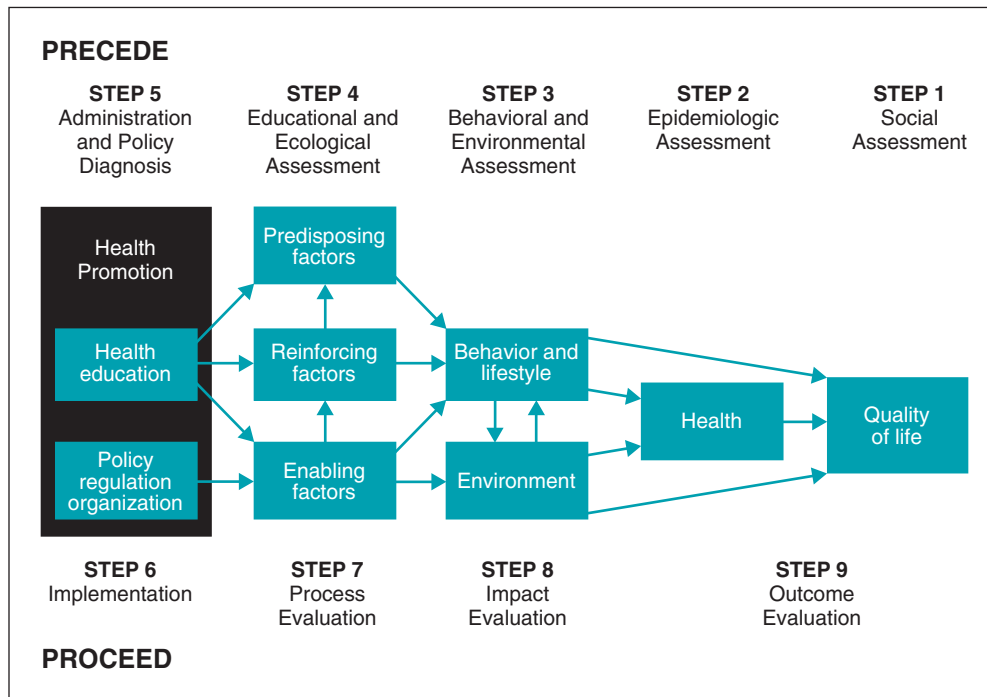 PRECEDE
STEP 5
Administration
and Policy
Diagnosis
STEP 4
Educational and
Ecological
Assessment
STEP 3
Behavioral and
Environmental
Assessment
STEP 2
Epidemiologic
Assessment
STEP 1
Social
Assessment
Health
Promotion
Health
education
Policy
regulation
organization
Predisposing
factors
Reinforcing
factors
Enabling
factors
Behavior and
lifestyle
Environment
Health
Quality
of life
STEP 6
Implementation
STEP 7
Process
Evaluation
STEP 8
Impact
Evaluation
STEP 9
Outcome
Evaluation
PROCEED